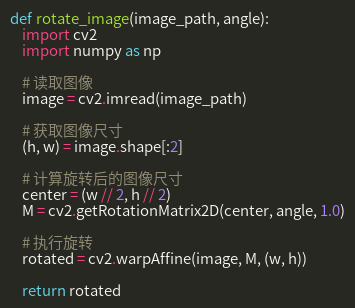 def rotate_image(image_path, angle):
import cv2
import numpy as np
# 读取图像
image = cv2.imread(image_path)
# 获取图像尺寸
(h, w) = image.shape[:2]
# 计算旋转后的图像尺寸
center = (w // 2, h // 2)
M = cv2.getRotationMatrix2D(center, angle, 1.0)
# 执行旋转
rotated = cv2.warpAffine(image, M, (w, h))
return rotated